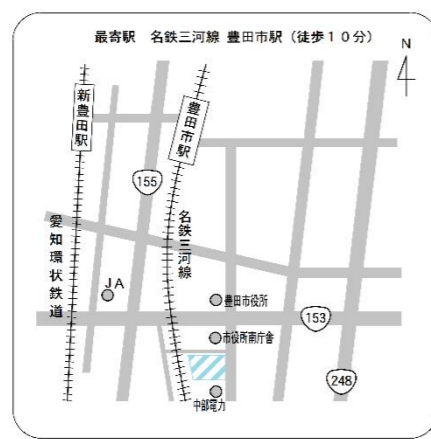 最寄駅　名鉄三河線　豊田市駅（徒歩１０分）
N
新豊田駅
豊田市駅
155
愛知環状鉄道
名鉄三河線
JA
豊田市役所
153
市役所南庁舎
248
中部電力